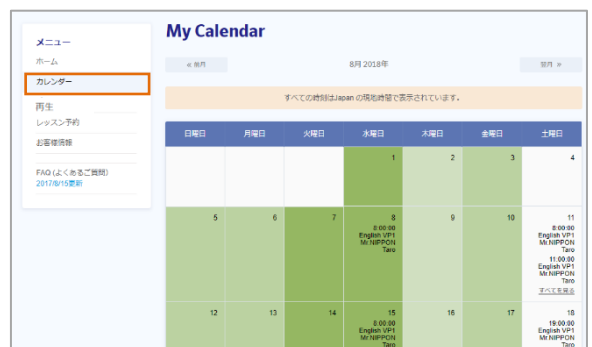 メニュー
ホーム
カレンダー
再生
レッスン予約
お客様情報
FAQ (よくあるご質問)
2017/8/15更新
My Calendar
« 前月
8月 2018年
翌月 »
すべての時刻はJapan の現地時間で表示されています。
日曜日 月曜日 火曜日 水曜日 木曜日 金曜日 土曜日
1 2 3 4
5 6 7 8 9 10 11
8:00:00
English VP1
Mr.NIPPON
Taro
8:00:00
English VP1
Mr.NIPPON
Taro
11:00:00
English VP1
Mr.NIPPON
Taro
すべてを見る
12 13 14 15 16 17 18
8:00:00
English VP1
Mr.NIPPON
Taro
19:00:00
English VP1
Mr.NIPPON
Taro